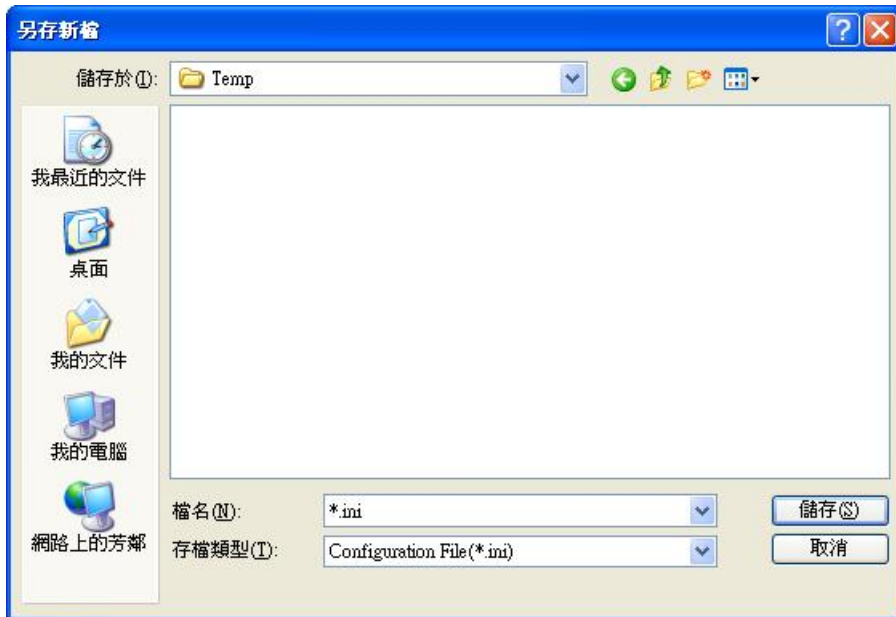 另存新檔
儲存於(I): Temp
我最近的文件
桌面
我的文件
我的電腦
網路上的芳鄰
檔名(N): *.ini 儲存(S)
存檔類型(T): Configuration File(*.ini) 取消